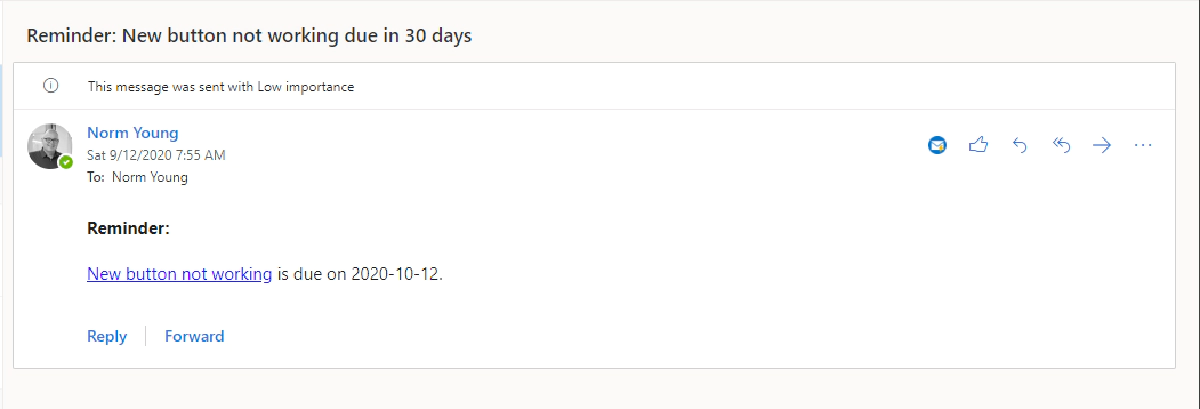 Reminder: New button not working due in 30 days
This message was sent with Low importance
Norm Young
Sat 9/12/2020 7:55 AM
To: Norm Young
Reminder:
New button not working is due on 2020-10-12.
Reply
Forward